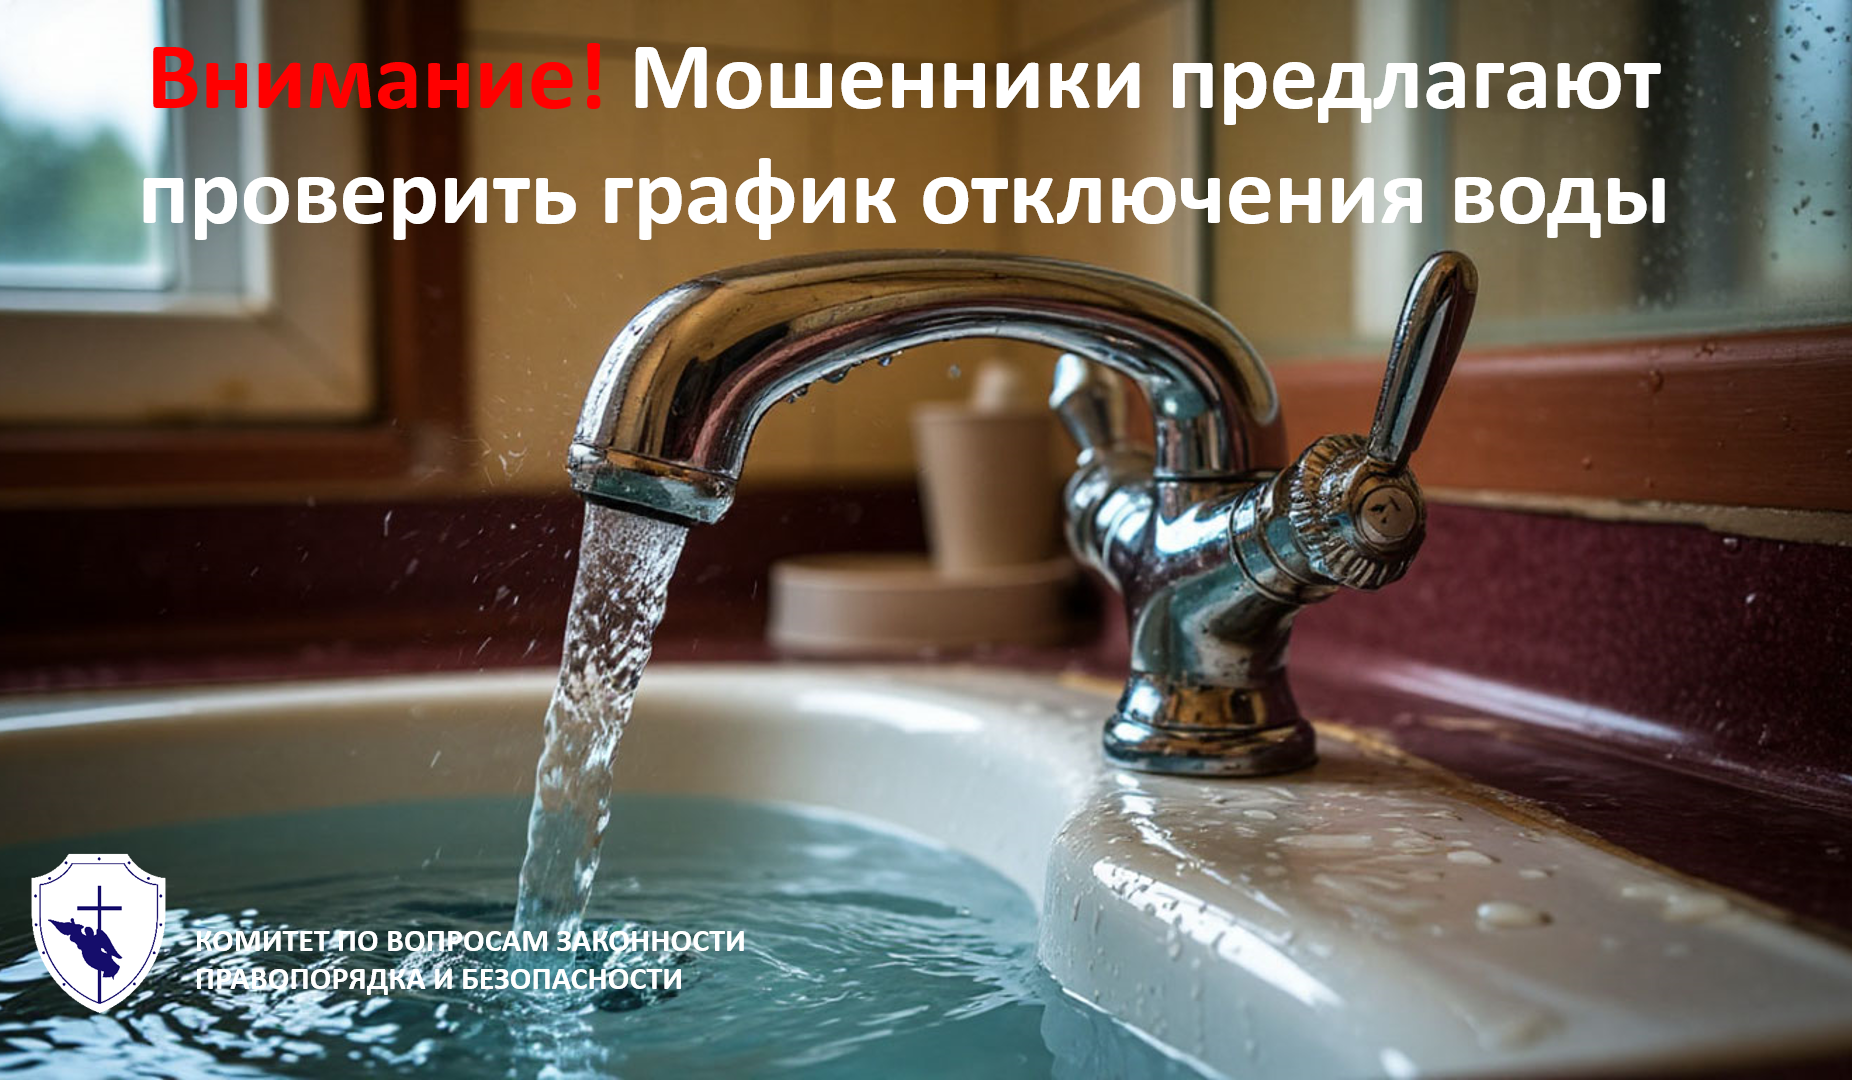 Внимание! Мошенники предлагают
проверить график отключения воды
КОМИТЕТ ПО ВОПРОСАМ ЗАКОННОСТИ
ПРАВОПОРЯДКА И БЕЗОПАСНОСТИ